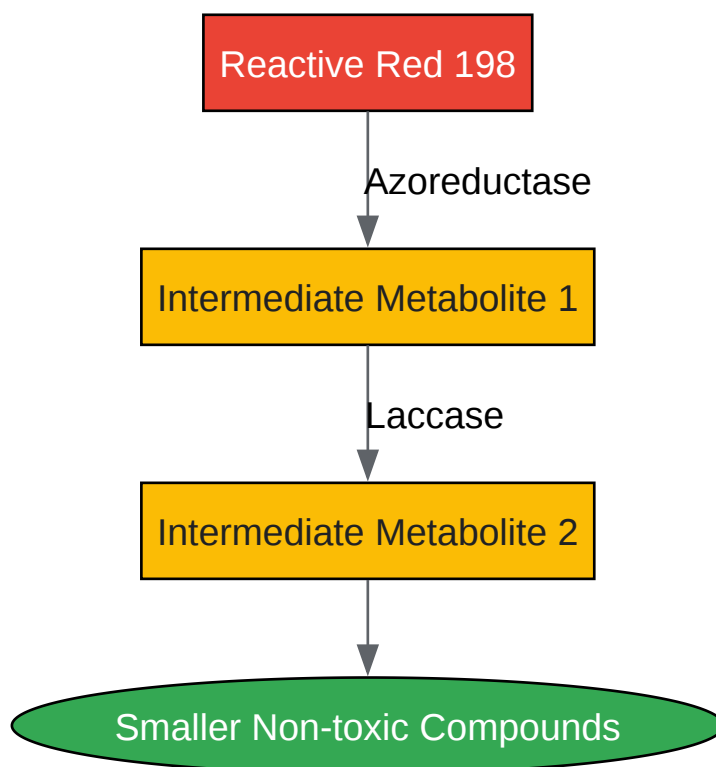 Reactive Red 198
Azoreductase
Intermediate Metabolite 1
Laccase
Intermediate Metabolite 2
Smaller Non-toxic Compounds